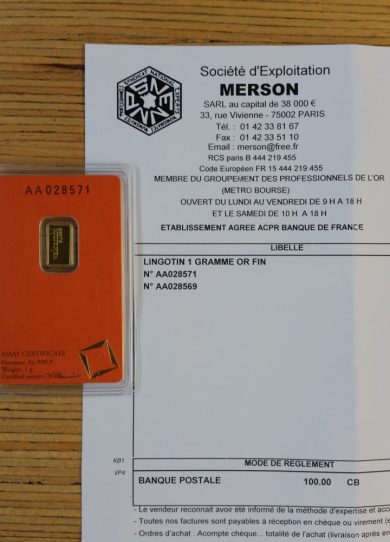 Société d'Exploitation
MERSON
SARL au capital de 38 000 €
33, rue Vivienne - 75002 PARIS
Tél. : 01 42 33 81 67
Fax : 01 42 33 51 10
Email : merson@free.fr
RCS paris B 444 219 455
Code Européen FR 15 444 219 455
MEMBRE DU GROUPEMENT DES PROFESSIONNELS DE L'OR
(METRO BOURSE)
OUVERT DU LUNDI AU VENDREDI DE 9 H A 18 H
ET LE SAMEDI DE 10 H A 18 H
ETABLISSEMENT AGREE ACPR BANQUE DE FRANCE
LIBELLE
LINGOTIN 1 GRAMME OR FIN
N° AA028571
N° AA028569
AA028571
ASSAY CERTIFICATE
Fineness: Au 999,9
Weight: 1 g
Certified assayer:
KB1
VP4
MODE DE REGLEMENT
BANQUE POSTALE 100.00 CB
- Le vendeur reconnait avoir été informé de la méthode d'expertise et
- Toutes nos factures sont payables à réception en chèque ou virement
- Ordres d'achat : Acompte chèque... totalité de l'achat (livraison après